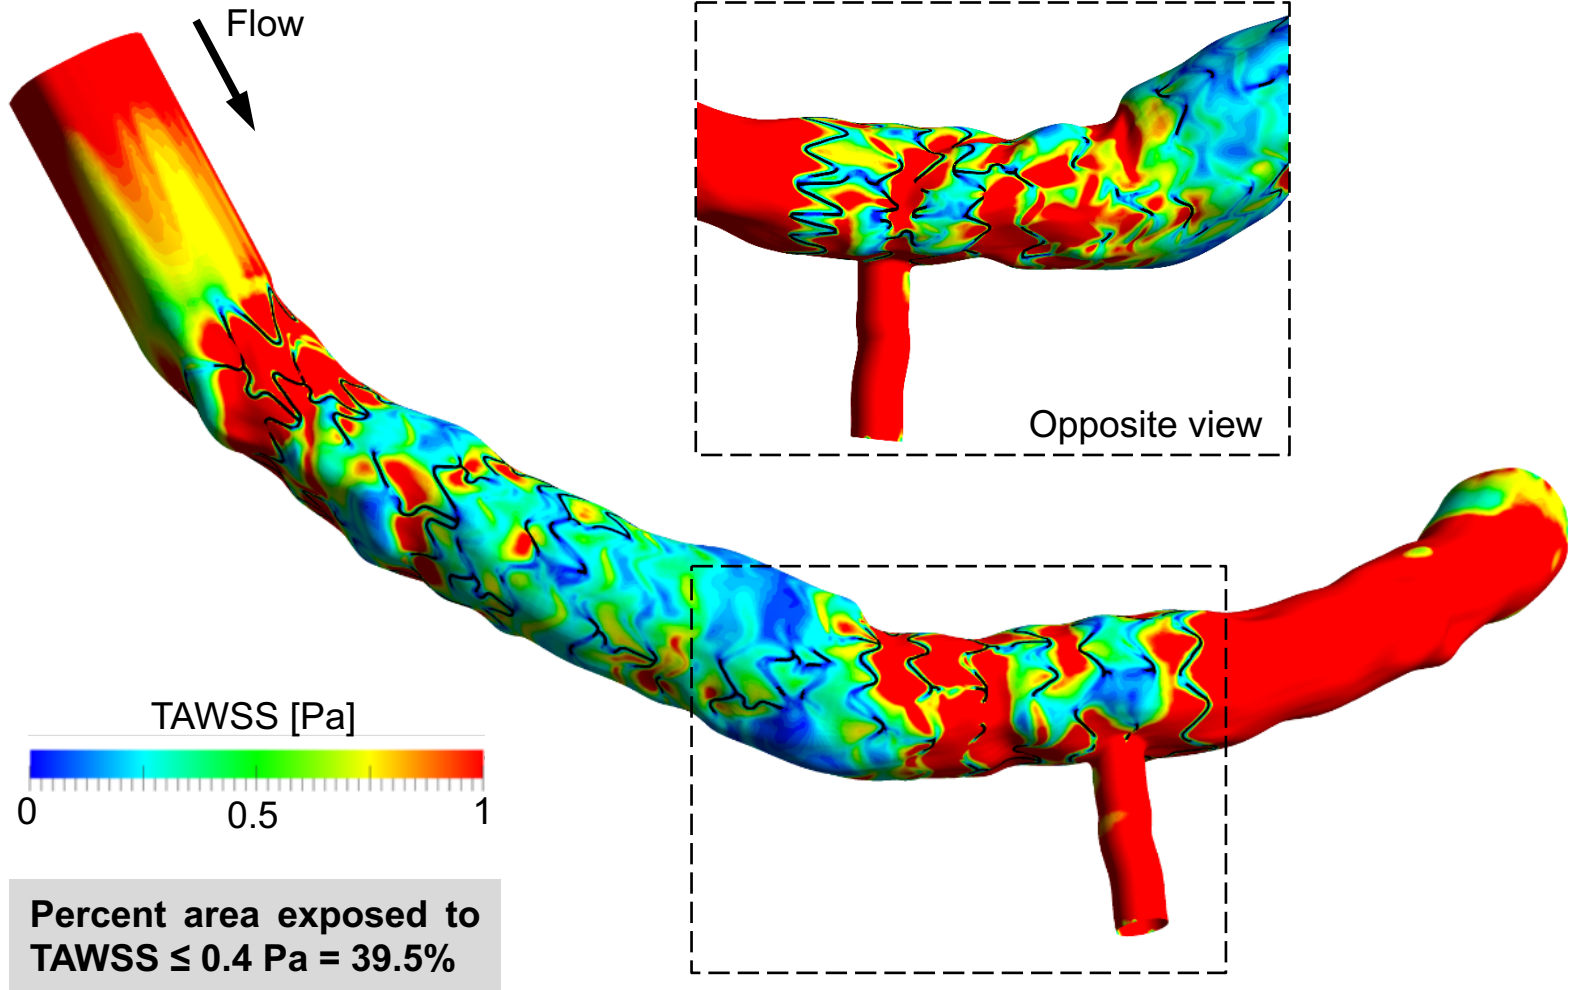 Flow
Opposite view
TAWSS [Pa]
0 0.5 1
Percent area exposed to
TAWSS ≤ 0.4 Pa = 39.5%